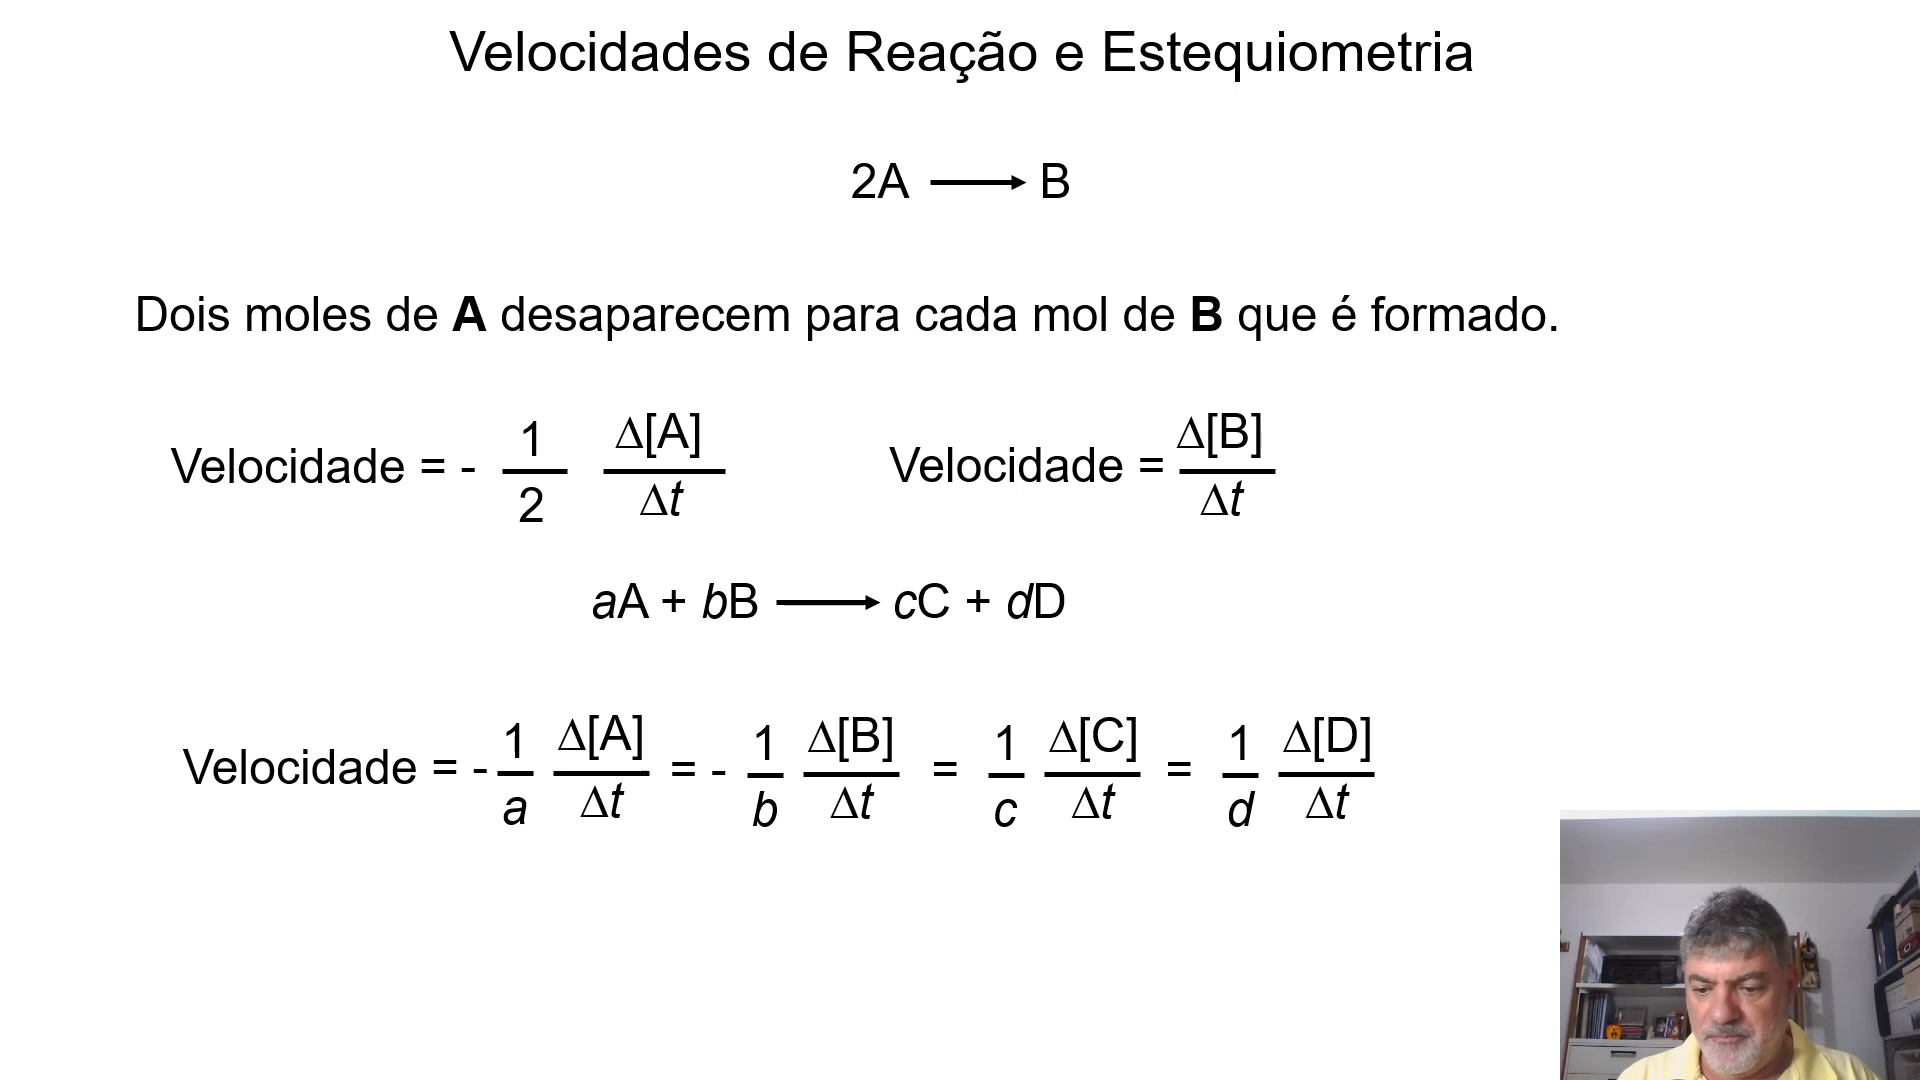 Velocidades de Reação e Estequiometria
2A ⟶ B
Dois moles de A desaparecem para cada mol de B que é formado.
Velocidade = - 1/2 Δ[A]/Δt    Velocidade = Δ[B]/Δt
aA + bB ⟶ cC + dD
Velocidade = - 1/a Δ[A]/Δt = - 1/b Δ[B]/Δt = 1/c Δ[C]/Δt = 1/d Δ[D]/Δt